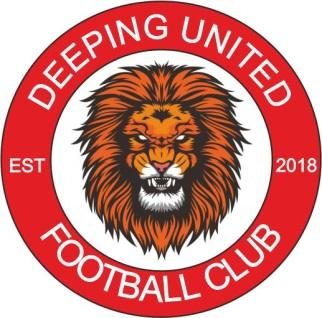 DEEPING UNITED
EST 2018
FOOTBALL CLUB